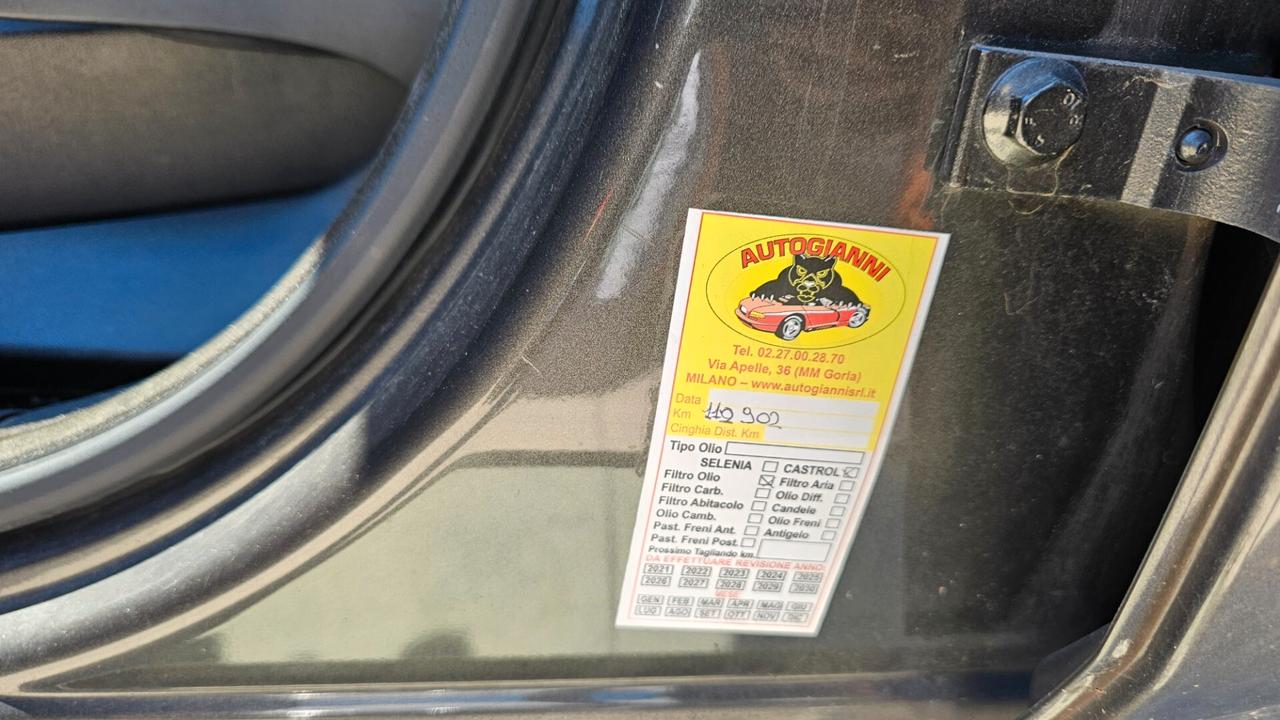 AUTOGIANNI
Tel. 02.27.00.28.70
Via Apelle, 36 (MM Gorla)
MILANO – www.autogiannisrl.it
Data
Km 112 902
Cinghia Dist. Km
Tipo Olio
SELENIA CASTROL
Filtro Olio Filtro Aria
Filtro Carb. Olio Diff.
Filtro Abitacolo Candele
Olio Camb. Olio Freni
Past. Freni Ant. Antigelo
Past. Freni Post.
Prossimo Tagliando km.
DA EFFETTUARE REVISIONE ANNO:
2021 2022 2023 2024 2025
2026 2027 2028 2029 2030
MESE
GEN FEB MAR APR MAG GIU
LUG AGO SET OTT NOV DIC